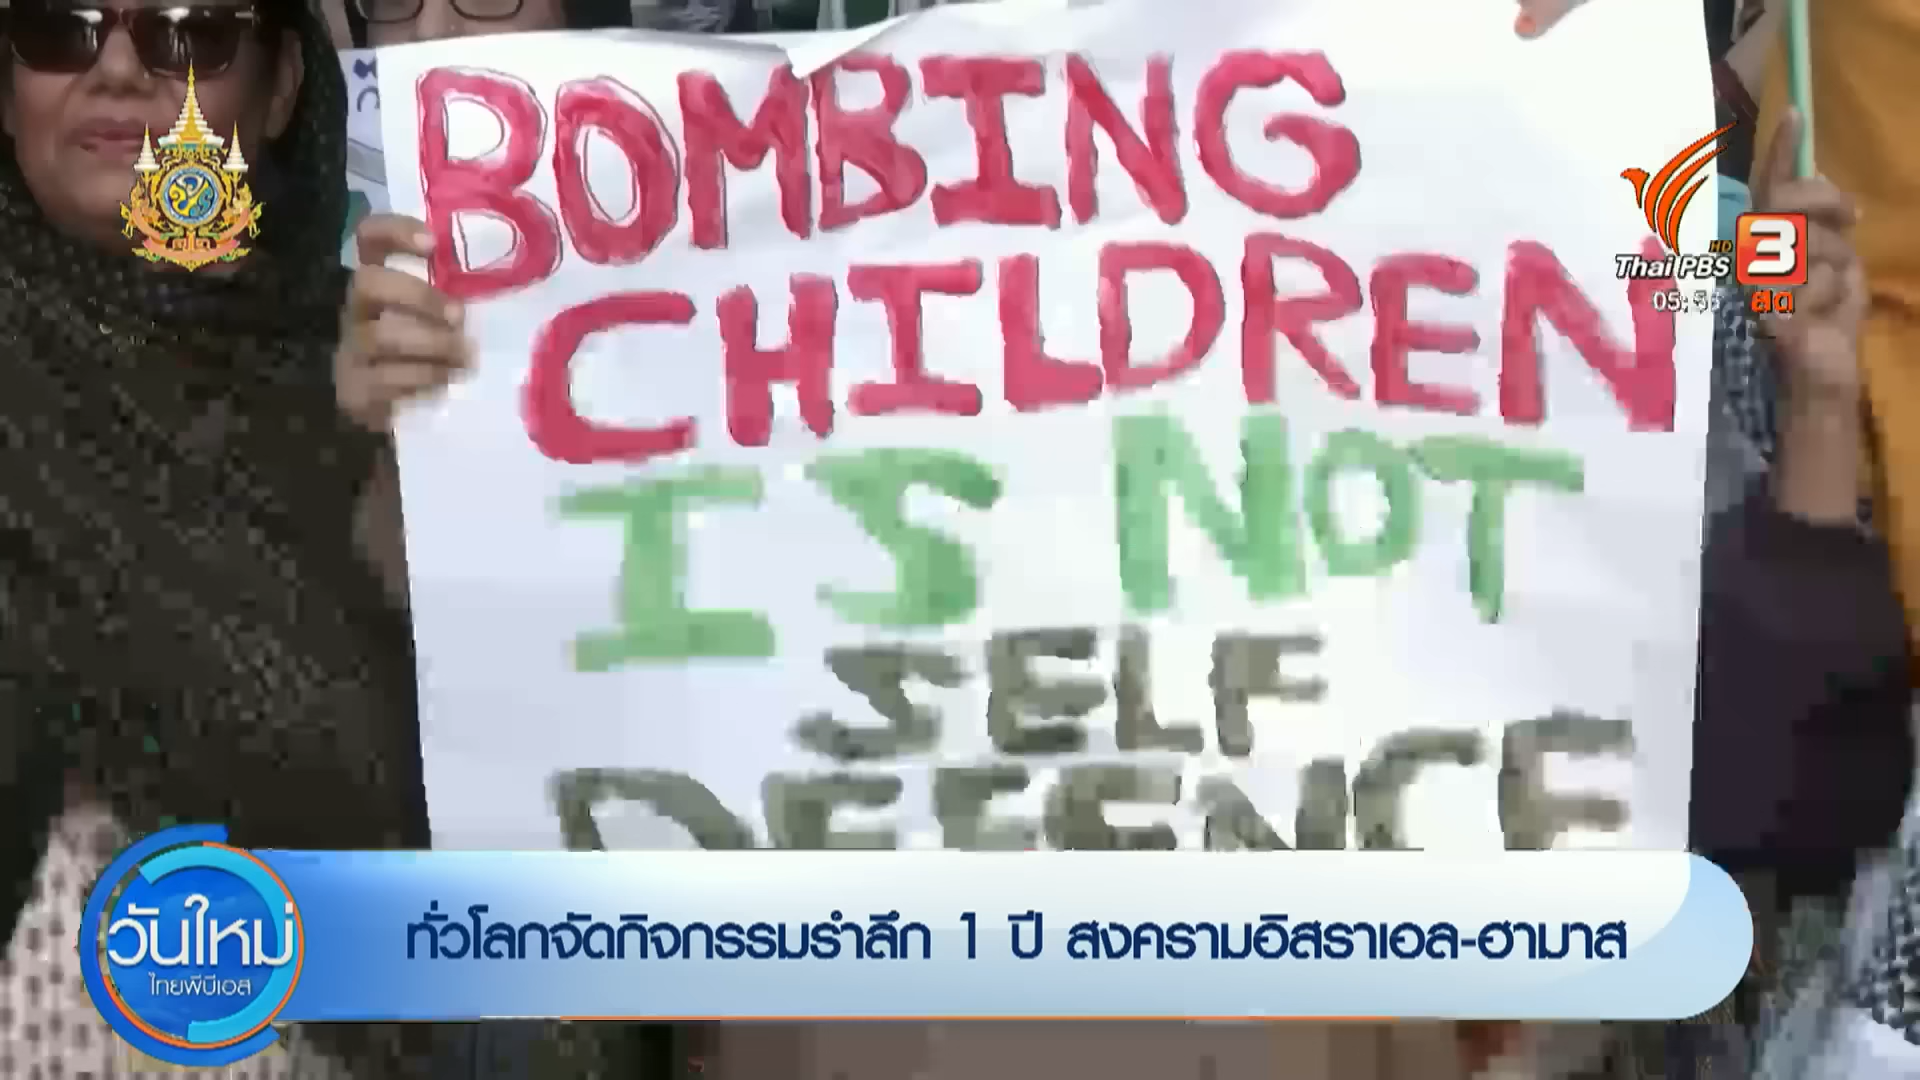 BOMBING
CHILDREN
IS NOT
SELF
DEFENCE
HD
Thai PBS 3
สด
วันใหม่
ไทยพีบีเอส
ทั่วโลกจัดกิจกรรมรำลึก 1 ปี สงครามอิสราเอล-ฮามาส